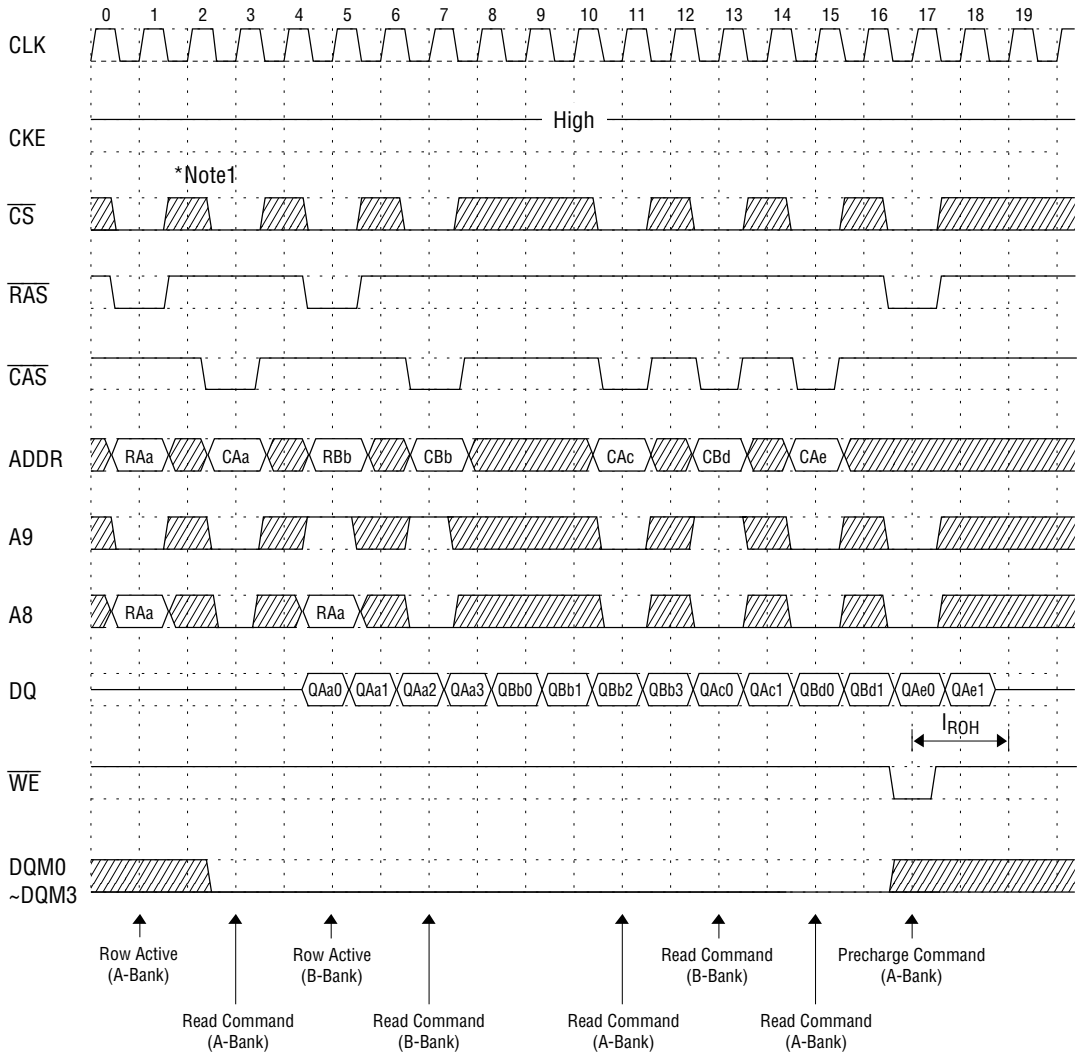 0 1 2 3 4 5 6 7 8 9 10 11 12 13 14 15 16 17 18 19
CLK
CKE
High
*Note1
CS
RAS
CAS
ADDR RAa CAa RBb CBb CAc CBd CAe
A9
A8 RAa RAa
DQ QAa0 QAa1 QAa2 QAa3 QBb0 QBb1 QBb2 QBb3 QAc0 QAc1 QBd0 QBd1 QAe0 QAe1
IROH
WE
DQM0
~DQM3
Row Active
(A-Bank)
Row Active
(B-Bank)
Read Command
(B-Bank)
Precharge Command
(A-Bank)
Read Command
(A-Bank)
Read Command
(B-Bank)
Read Command
(A-Bank)
Read Command
(A-Bank)